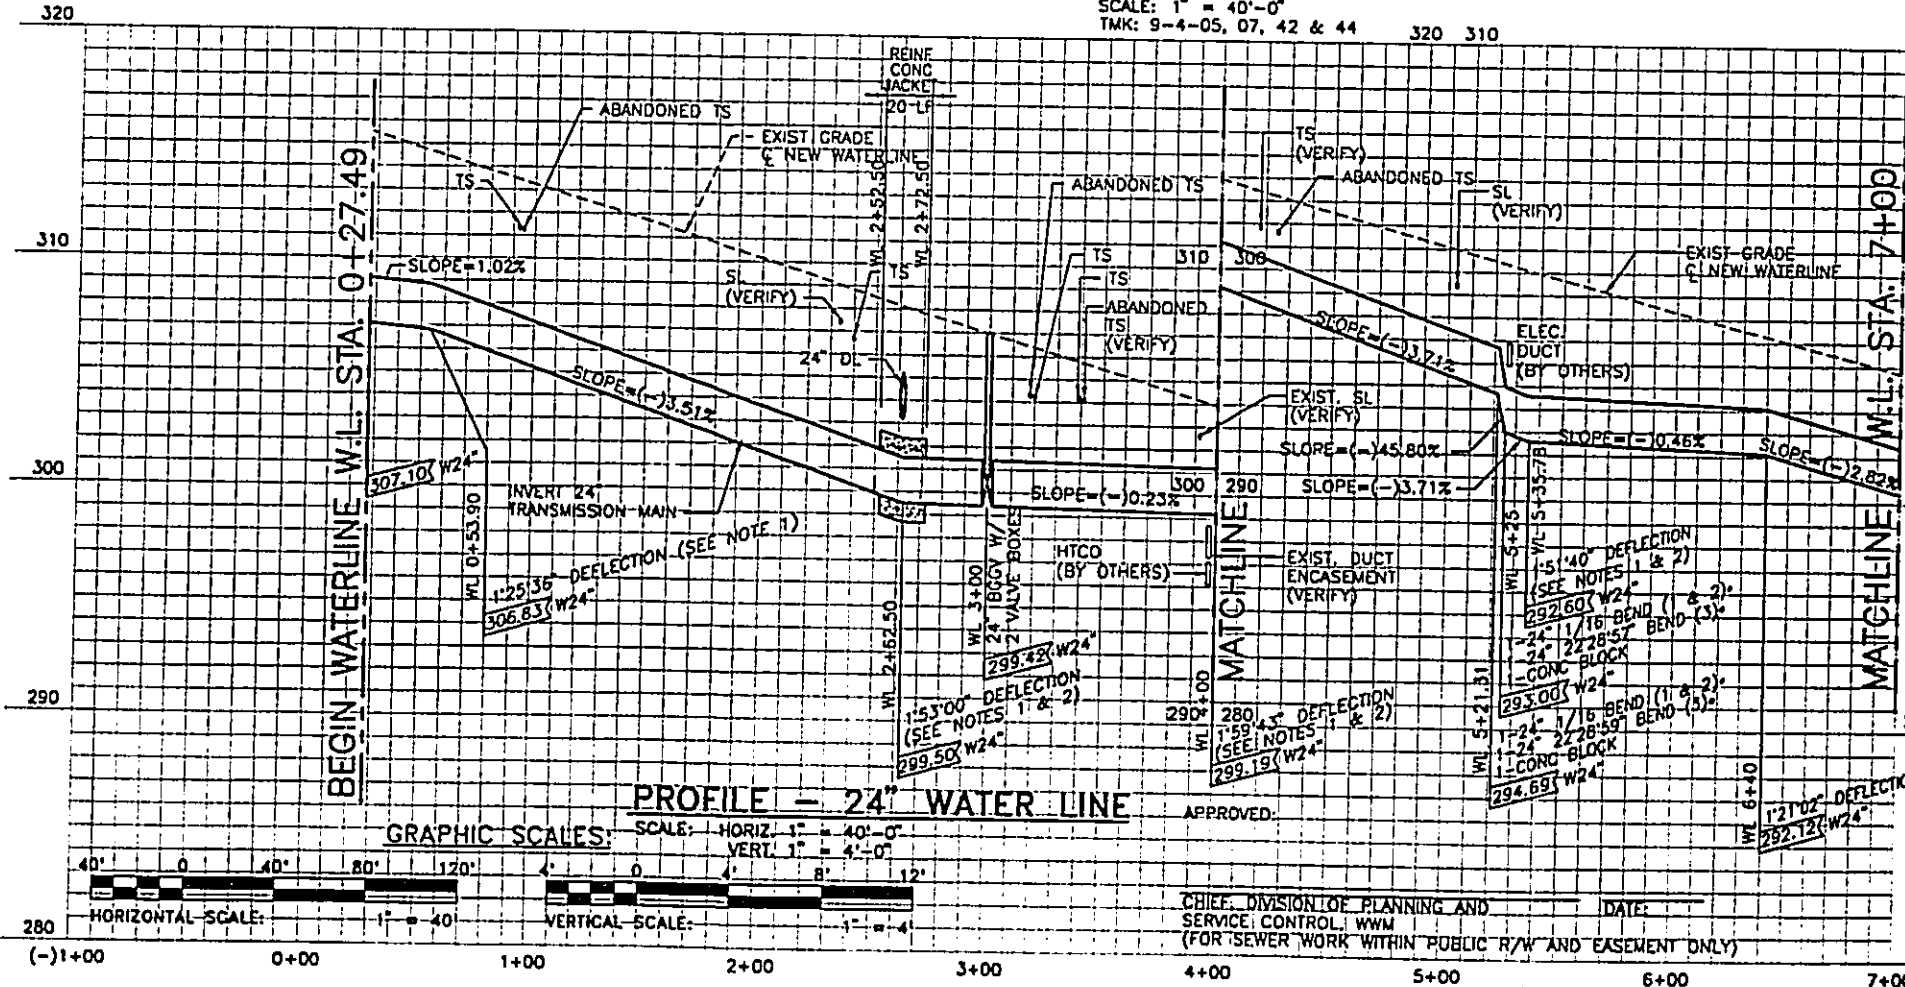 SCALE: 1" = 40'-0"
TMK: 9-4-05, 07, 42 & 44
320
320 310
REINF
CONC
JACKET
20 LF
ABANDONED TS
EXIST GRADE
℄ NEW WATERLINE
TS
WL 2+52.50
WL 2+72.50
ABANDONED TS
TS
(VERIFY)
ABANDONED TS
SL
(VERIFY)
EXIST GRADE
℄ NEW WATERLINE
310
SLOPE=1.02%
SL
(VERIFY)
TS
TS
TS
ABANDONED
TS
(VERIFY)
310 300
24" DL
SLOPE=(-)3.51%
SLOPE=(-)3.71%
ELEC.
DUCT
(BY OTHERS)
EXIST. SL
(VERIFY)
SLOPE=(-)45.80%
SLOPE=(-)3.71%
SLOPE=(-)0.46%
SLOPE=(-)2.82%
300
BEGIN WATERLINE W.L. STA. 0+27.49
307.10 W24"
INVERT 24"
TRANSMISSION MAIN
SLOPE=(-)0.23%
300 290
WL 0+53.90
1°25'36" DEFLECTION (SEE NOTE 1)
306.83 W24"
WL 3+00
24" BGGV W/
2 VALVE BOXES
299.42 W24"
HTCO
(BY OTHERS)
EXIST. DUCT
ENCASEMENT
(VERIFY)
MATCHLINE
WL 2+62.50
1°53'00" DEFLECTION
(SEE NOTES 1 & 2)
299.50 W24"
290
290 280
WL 4+00
1°59'43" DEFLECTION
(SEE NOTES 1 & 2)
299.19 W24"
WL 5+35.78
1°51'40" DEFLECTION
(SEE NOTES 1 & 2)
292.60 W24"
WL 5+25
1-24" 1/16 BEND (1 & 2)*
1-24" 22°28'57" BEND (3)*
1-CONC BLOCK
293.00 W24"
WL 5+21.31
1-24" 1/16 BEND (1 & 2)*
1-24" 22°28'59" BEND (3)*
1-CONC BLOCK
294.69 W24"
WL 6+40
1°21'02" DEFLECTIO
292.12 W24"
MATCHLINE W.L. STA. 7+00
PROFILE - 24" WATER LINE
SCALE: HORIZ. 1" = 40'-0"
VERT. 1" = 4'-0"
APPROVED:
GRAPHIC SCALES:
40' 0 40' 80' 120'
HORIZONTAL SCALE: 1" = 40'
4' 0 4' 8' 12'
VERTICAL SCALE: 1" = 4'
CHIEF, DIVISION OF PLANNING AND DATE:
SERVICE CONTROL, WWM
(FOR SEWER WORK WITHIN PUBLIC R/W AND EASEMENT ONLY)
280
(-)1+00 0+00 1+00 2+00 3+00 4+00 5+00 6+00 7+00